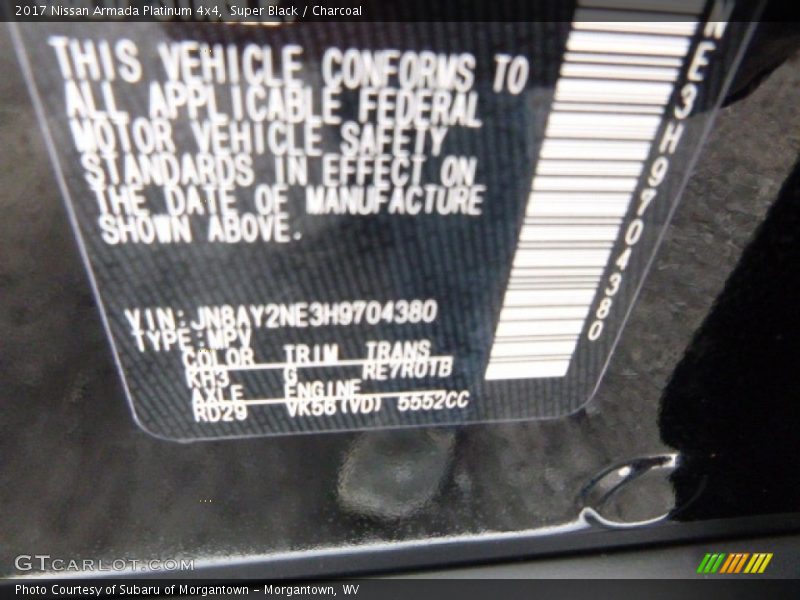 2017 Nissan Armada Platinum 4x4, Super Black / Charcoal
THIS VEHICLE CONFORMS TO
ALL APPLICABLE FEDERAL
MOTOR VEHICLE SAFETY
STANDARDS IN EFFECT ON
THE DATE OF MANUFACTURE
SHOWN ABOVE.
VIN:JN8AY2NE3H9704380
TYPE:MPV
COLOR TRIM TRANS
KH3 G RE7R01B
AXLE ENGINE
RD29 VK56(VD) 5552CC
NE3H9704380
GTCARLOT.COM
Photo Courtesy of Subaru of Morgantown - Morgantown, WV